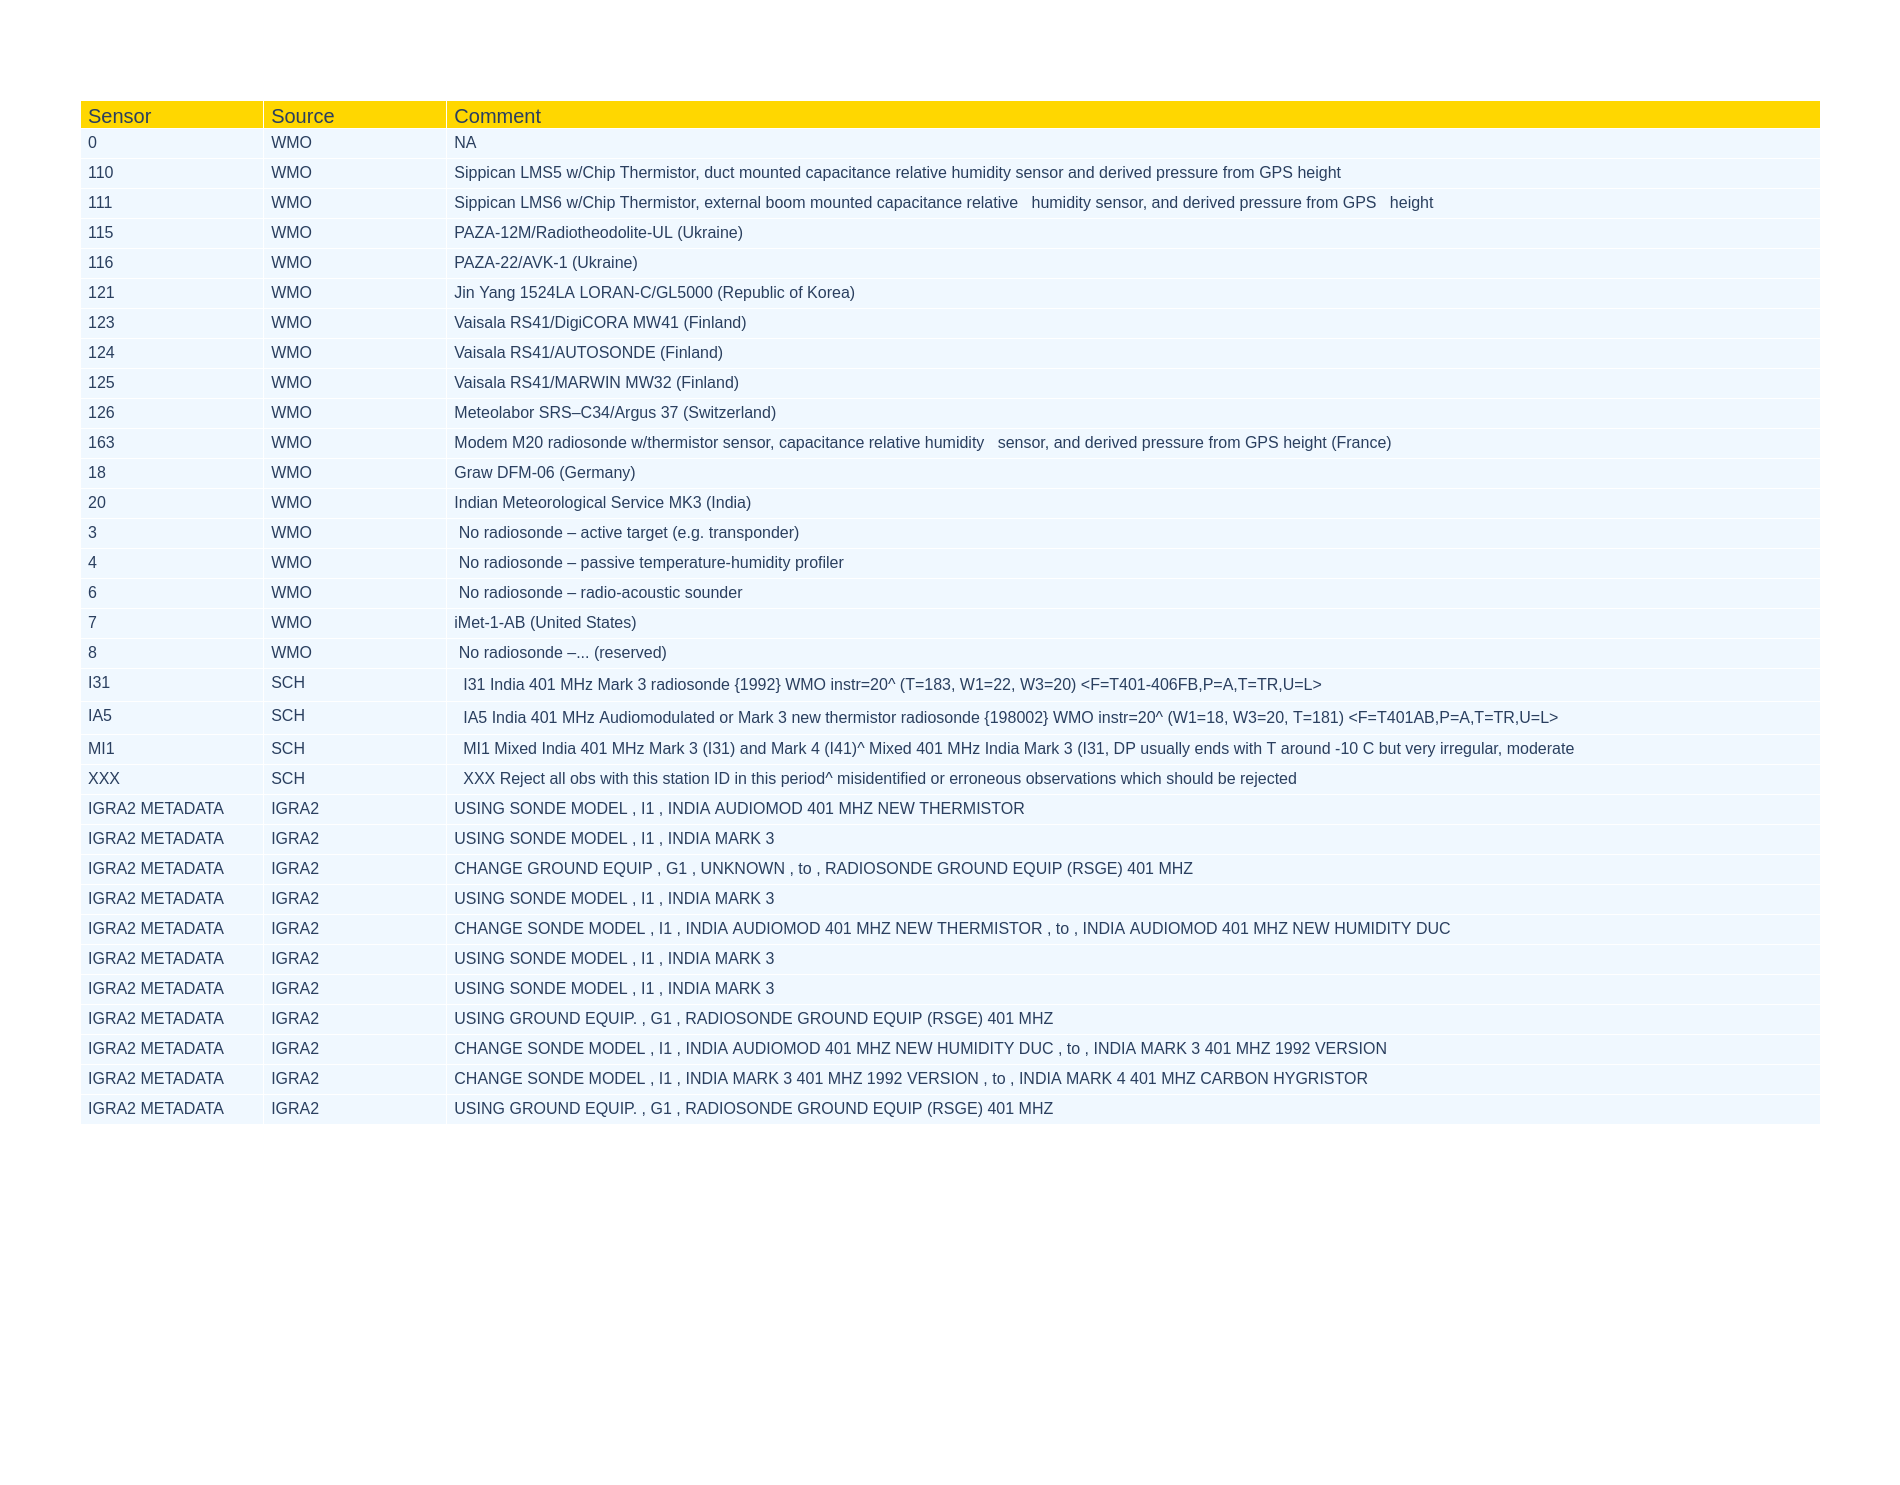 Sensor Source Comment
0 WMO NA
110 WMO Sippican LMS5 w/Chip Thermistor, duct mounted capacitance relative humidity sensor and derived pressure from GPS height
111 WMO Sippican LMS6 w/Chip Thermistor, external boom mounted capacitance relative   humidity sensor, and derived pressure from GPS   height
115 WMO PAZA-12M/Radiotheodolite-UL (Ukraine)
116 WMO PAZA-22/AVK-1 (Ukraine)
121 WMO Jin Yang 1524LA LORAN-C/GL5000 (Republic of Korea)
123 WMO Vaisala RS41/DigiCORA MW41 (Finland)
124 WMO Vaisala RS41/AUTOSONDE (Finland)
125 WMO Vaisala RS41/MARWIN MW32 (Finland)
126 WMO Meteolabor SRS–C34/Argus 37 (Switzerland)
163 WMO Modem M20 radiosonde w/thermistor sensor, capacitance relative humidity   sensor, and derived pressure from GPS height (France)
18 WMO Graw DFM-06 (Germany)
20 WMO Indian Meteorological Service MK3 (India)
3 WMO No radiosonde – active target (e.g. transponder)
4 WMO No radiosonde – passive temperature-humidity profiler
6 WMO No radiosonde – radio-acoustic sounder
7 WMO iMet-1-AB (United States)
8 WMO No radiosonde –... (reserved)
I31 SCH I31 India 401 MHz Mark 3 radiosonde {1992} WMO instr=20^ (T=183, W1=22, W3=20) <F=T401-406FB,P=A,T=TR,U=L>
IA5 SCH IA5 India 401 MHz Audiomodulated or Mark 3 new thermistor radiosonde {198002} WMO instr=20^ (W1=18, W3=20, T=181) <F=T401AB,P=A,T=TR,U=L>
MI1 SCH MI1 Mixed India 401 MHz Mark 3 (I31) and Mark 4 (I41)^ Mixed 401 MHz India Mark 3 (I31, DP usually ends with T around -10 C but very irregular, moderate
XXX SCH XXX Reject all obs with this station ID in this period^ misidentified or erroneous observations which should be rejected
IGRA2 METADATA IGRA2 USING SONDE MODEL , I1 , INDIA AUDIOMOD 401 MHZ NEW THERMISTOR
IGRA2 METADATA IGRA2 USING SONDE MODEL , I1 , INDIA MARK 3
IGRA2 METADATA IGRA2 CHANGE GROUND EQUIP , G1 , UNKNOWN , to , RADIOSONDE GROUND EQUIP (RSGE) 401 MHZ
IGRA2 METADATA IGRA2 USING SONDE MODEL , I1 , INDIA MARK 3
IGRA2 METADATA IGRA2 CHANGE SONDE MODEL , I1 , INDIA AUDIOMOD 401 MHZ NEW THERMISTOR , to , INDIA AUDIOMOD 401 MHZ NEW HUMIDITY DUC
IGRA2 METADATA IGRA2 USING SONDE MODEL , I1 , INDIA MARK 3
IGRA2 METADATA IGRA2 USING SONDE MODEL , I1 , INDIA MARK 3
IGRA2 METADATA IGRA2 USING GROUND EQUIP. , G1 , RADIOSONDE GROUND EQUIP (RSGE) 401 MHZ
IGRA2 METADATA IGRA2 CHANGE SONDE MODEL , I1 , INDIA AUDIOMOD 401 MHZ NEW HUMIDITY DUC , to , INDIA MARK 3 401 MHZ 1992 VERSION
IGRA2 METADATA IGRA2 CHANGE SONDE MODEL , I1 , INDIA MARK 3 401 MHZ 1992 VERSION , to , INDIA MARK 4 401 MHZ CARBON HYGRISTOR
IGRA2 METADATA IGRA2 USING GROUND EQUIP. , G1 , RADIOSONDE GROUND EQUIP (RSGE) 401 MHZ